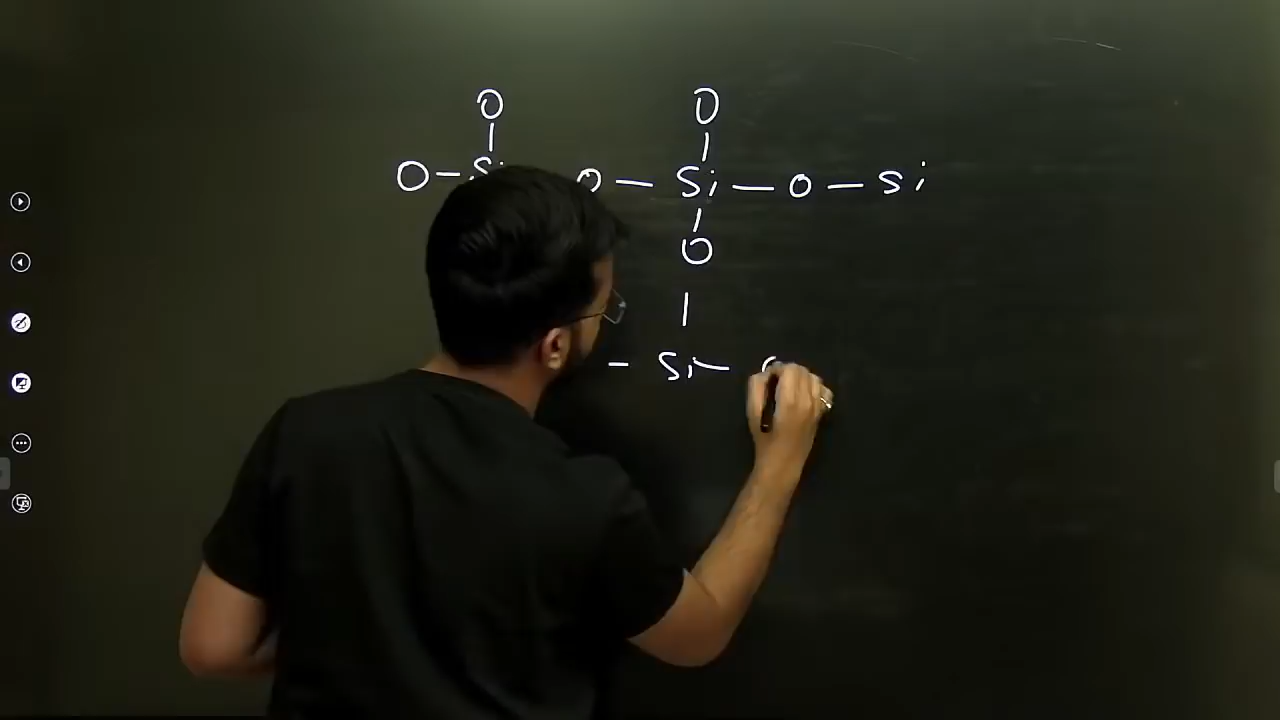 O O
O - Si O — Si — O — Si
O
- Si —